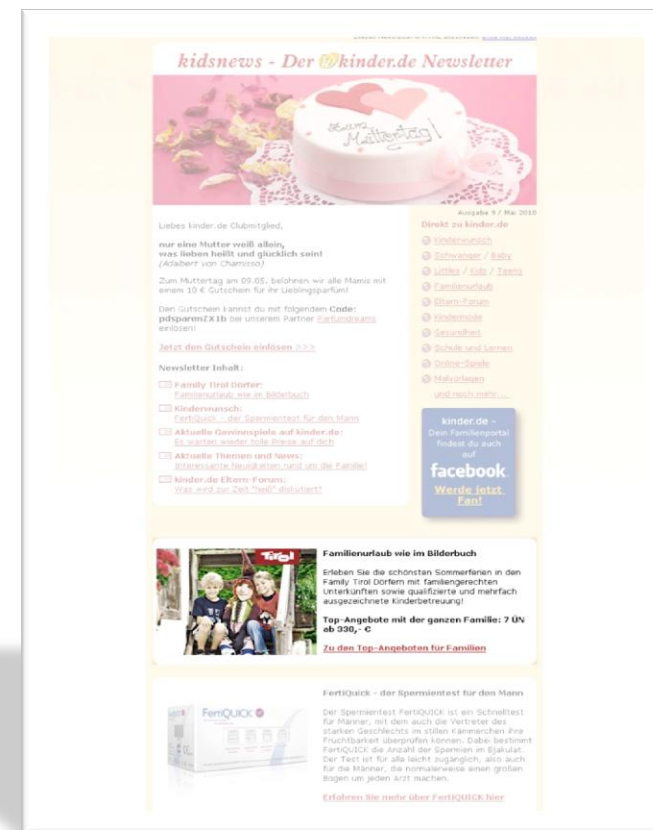 kidsnews - Der kinder.de Newsletter
Zum
Muttertag!
Ausgabe 9 / Mai 2010
Liebes kinder.de Clubmitglied,
nur eine Mutter weiß allein,
was lieben heißt und glücklich sein!
(Adalbert von Chamisso)
Zum Muttertag am 09.05. belohnen wir alle Mamis mit
einem 10 € Gutschein für ihr Lieblingsparfüm!
Den Gutschein kannst du mit folgendem Code:
pdsparenZX1b bei unserem Partner Parfumdreams
einlösen!
Jetzt den Gutschein einlösen >>>
Newsletter Inhalt:
Family Tirol Dörfer:
Familienurlaub wie im Bilderbuch
Kinderwunsch:
FertiQuick - der Spermientest für den Mann
Aktuelle Gewinnspiele auf kinder.de:
Es warten wieder tolle Preise auf dich
Aktuelle Themen und News:
Interessante Neuigkeiten rund um die Familie!
kinder.de Eltern-Forum:
Was wird zur Zeit "heiß" diskutiert?
Direkt zu kinder.de
Kinderwunsch
Schwanger / Baby
Littles / Kids / Teens
Familienurlaub
Eltern-Forum
Kindermode
Gesundheit
Schule und Lernen
Online-Spiele
Malvorlagen
und noch mehr...
kinder.de -
Dein Familienportal
findest du auch
auf
facebook.
Werde jetzt
Fan!
Tirol
Familienurlaub wie im Bilderbuch
Erleben Sie die schönsten Sommerferien in den
Family Tirol Dörfern mit familiengerechten
Unterkünften sowie qualifizierte und mehrfach
ausgezeichnete Kinderbetreuung!
Top-Angebote mit der ganzen Familie: 7 ÜN
ab 330,- €
Zu den Top-Angeboten für Familien
FertiQUICK
FertiQuick - der Spermientest für den Mann
Der Spermientest FertiQUICK ist ein Schnelltest
für Männer, mit dem auch die Vertreter des
starken Geschlechts im stillen Kämmerchen ihre
Fruchtbarkeit überprüfen können. Dabei bestimmt
FertiQUICK die Anzahl der Spermien im Ejakulat.
Der Test ist für alle leicht zugänglich, also auch
für die Männer, die normalerweise einen großen
Bogen um jeden Arzt machen.
Erfahren Sie mehr über FertiQUICK hier